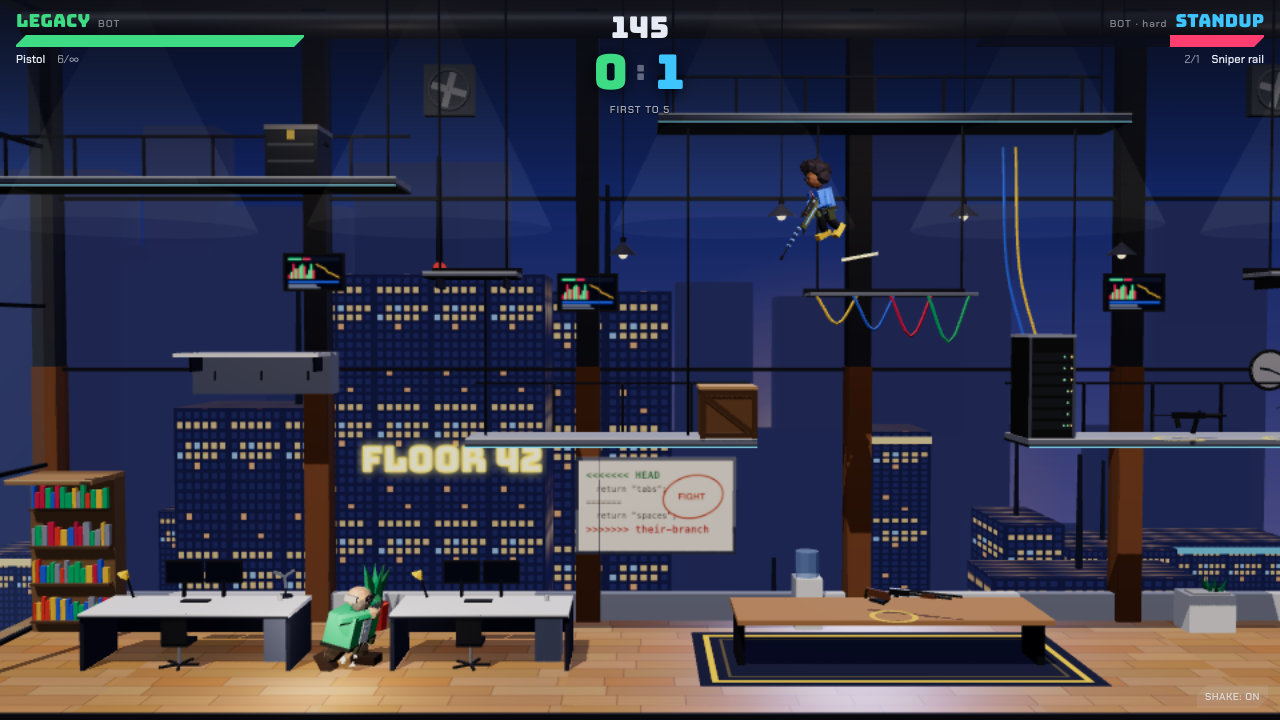 LEGACY BOT
145
BOT · hard STANDUP
Pistol 6/∞
0 : 1
2/1 Sniper rail
FIRST TO 5
FLOOR 42
<<<<<<< HEAD
return "tabs";
FIGHT
=======
return "spaces";
>>>>>>> their-branch
SHAKE: ON